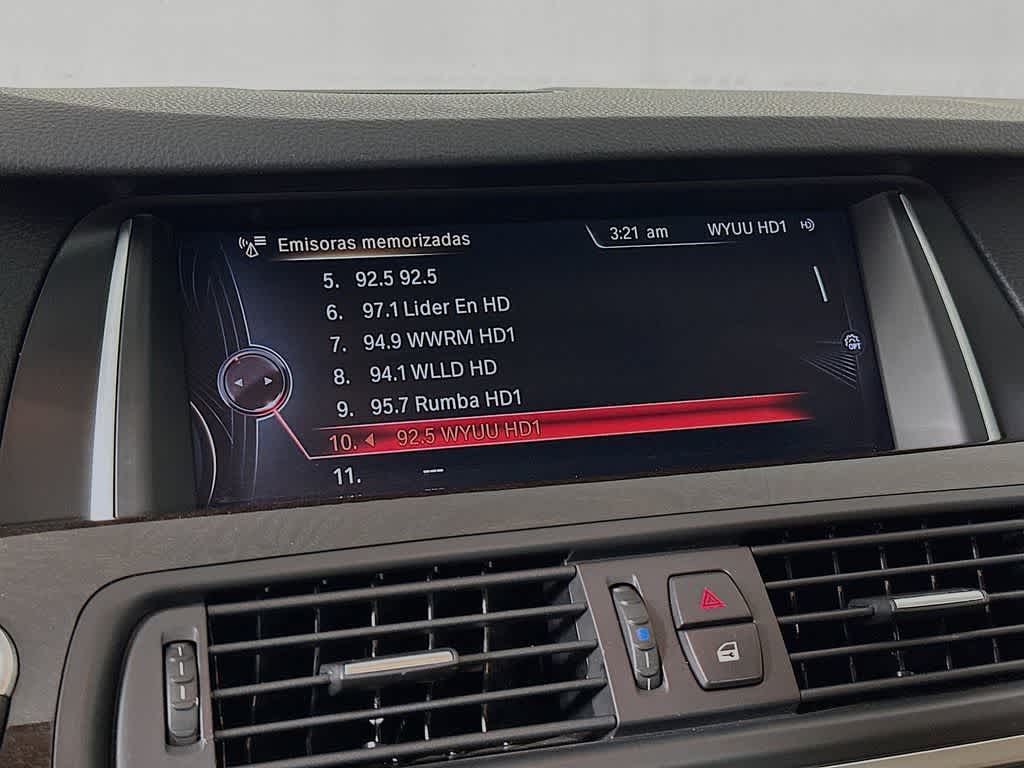 Emisoras memorizadas
3:21 am
WYUU HD1
5. 92.5 92.5
6. 97.1 Lider En HD
7. 94.9 WWRM HD1
8. 94.1 WLLD HD
9. 95.7 Rumba HD1
10. 92.5 WYUU HD1
11. ---
OPT